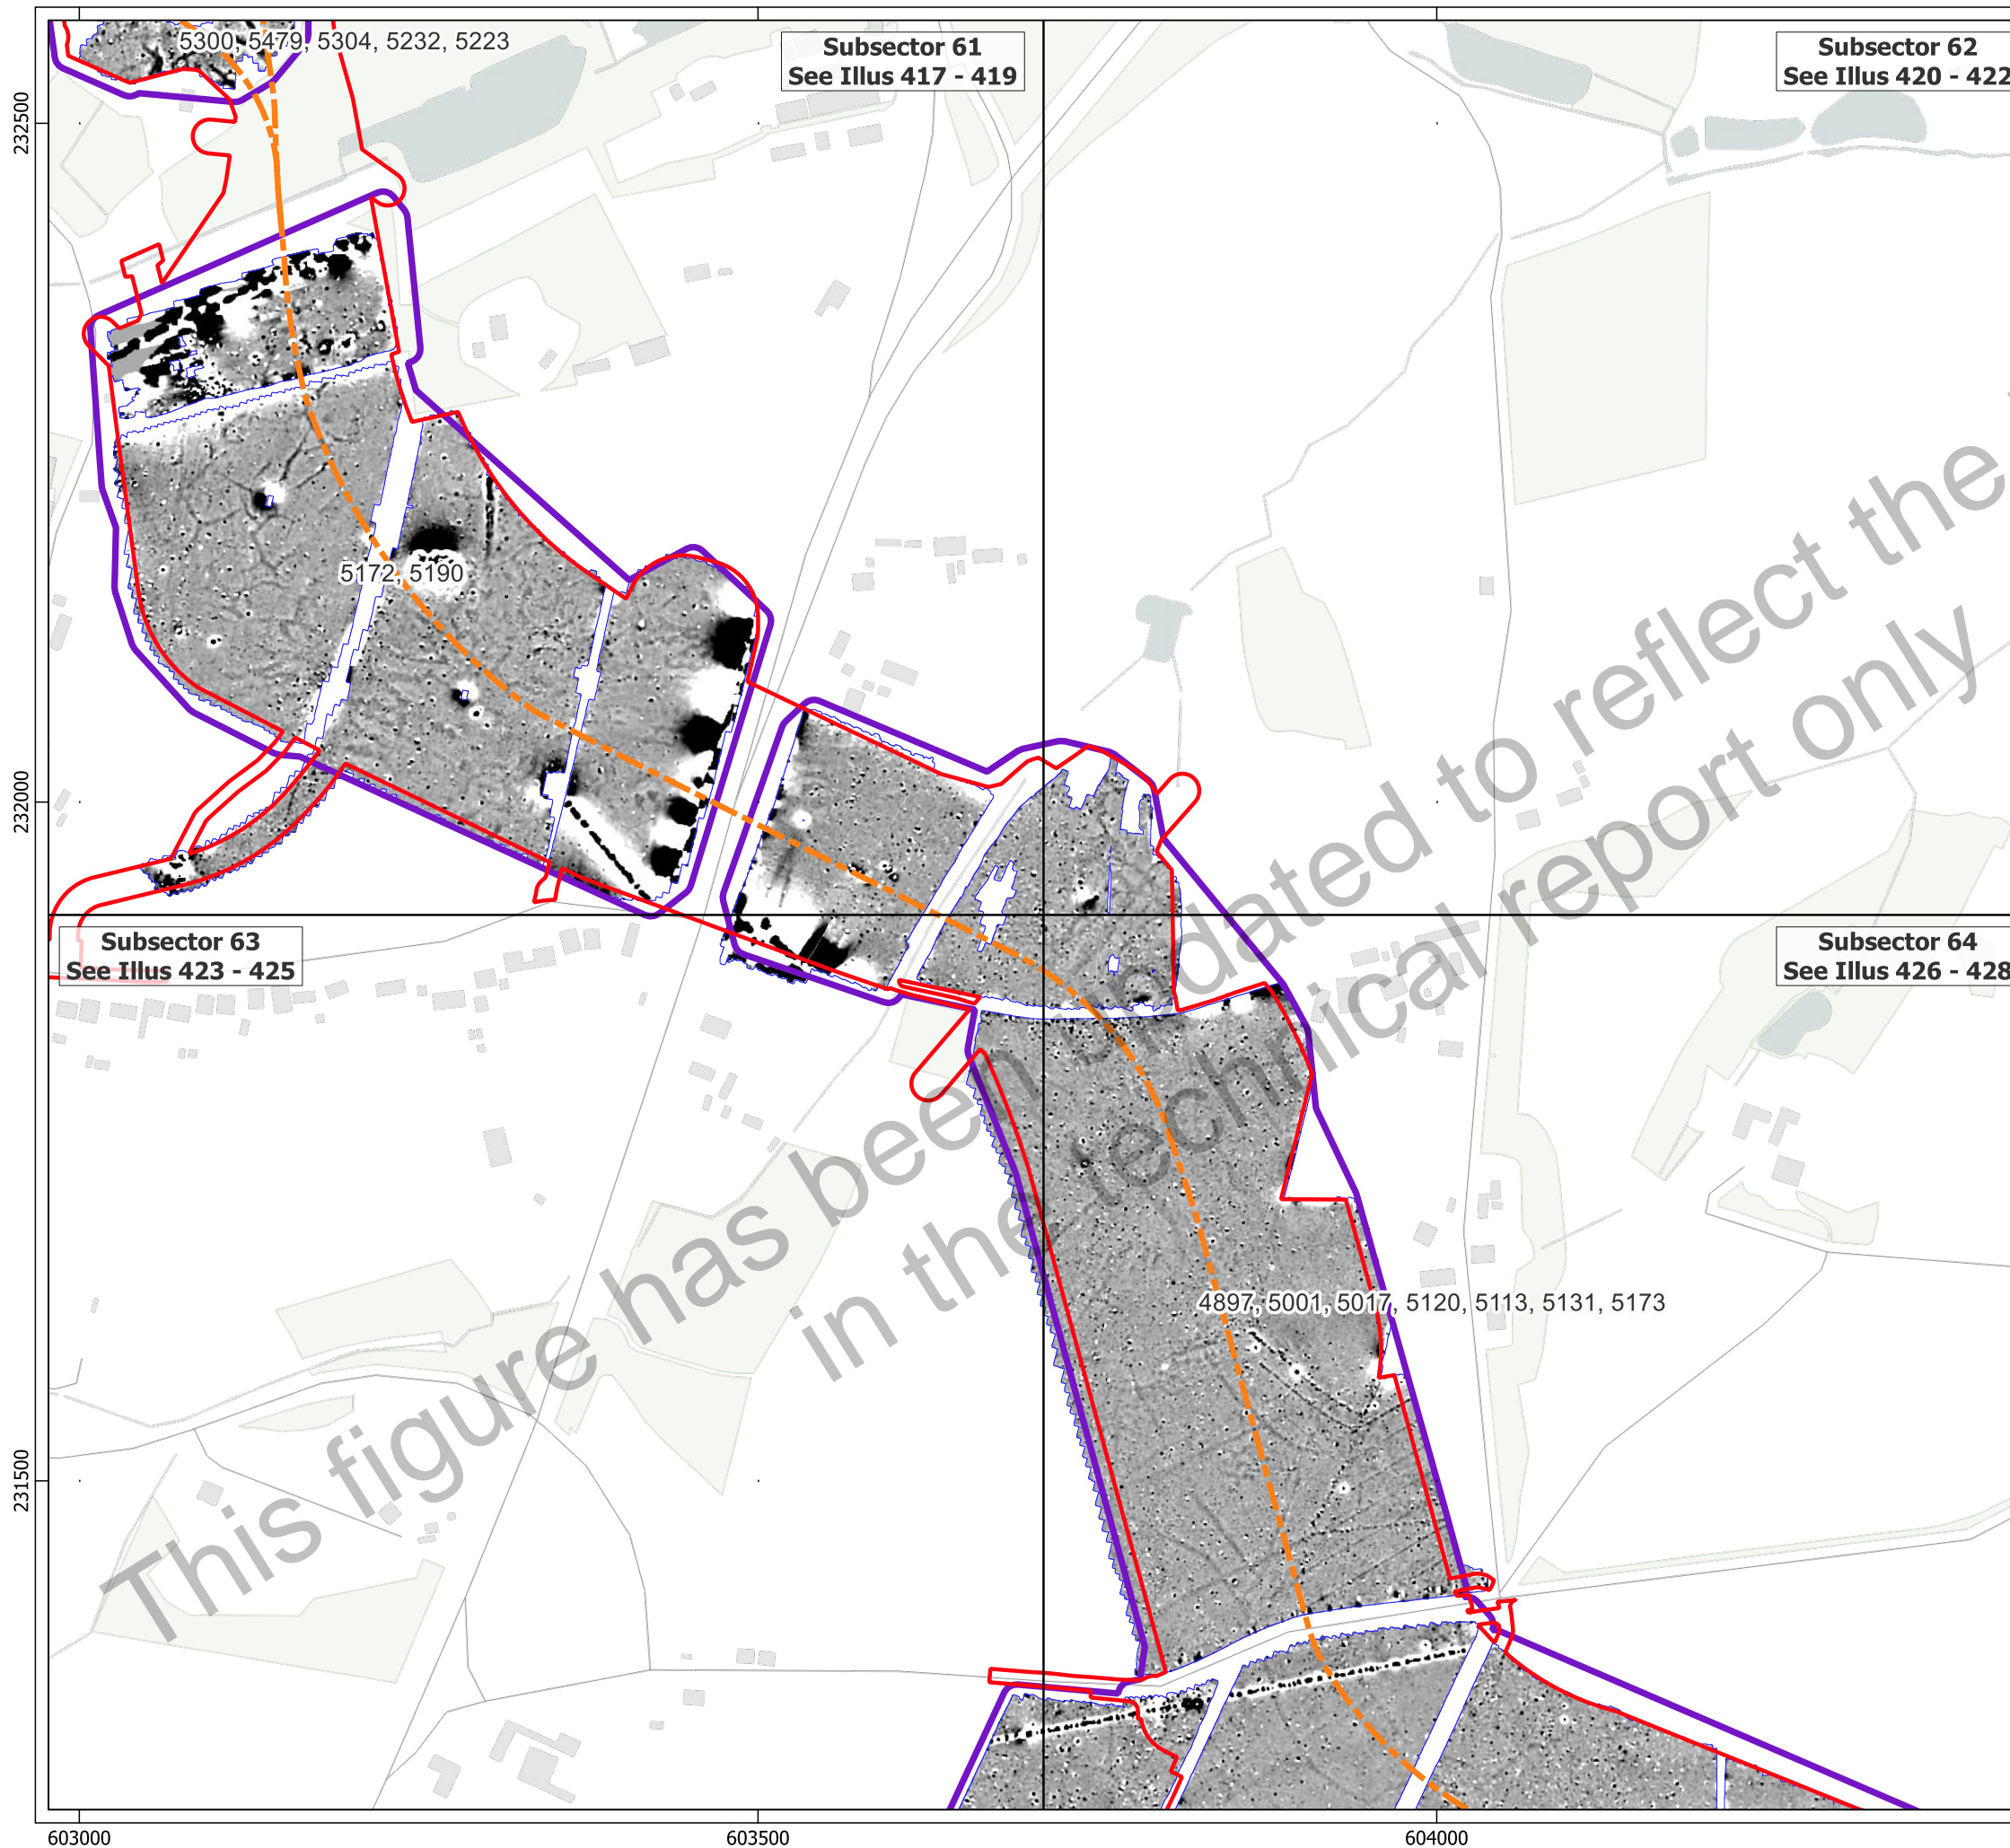 5300, 5479, 5304, 5232, 5223
Subsector 61
See Illus 417 - 419
Subsector 62
See Illus 420 - 422
232500
5172, 5190
232000
Subsector 63
See Illus 423 - 425
Subsector 64
See Illus 426 - 428
4897, 5001, 5017, 5120, 5113, 5131, 5173
231500
This figure has been updated to reflect the
in the technical report only
603000
603500
604000